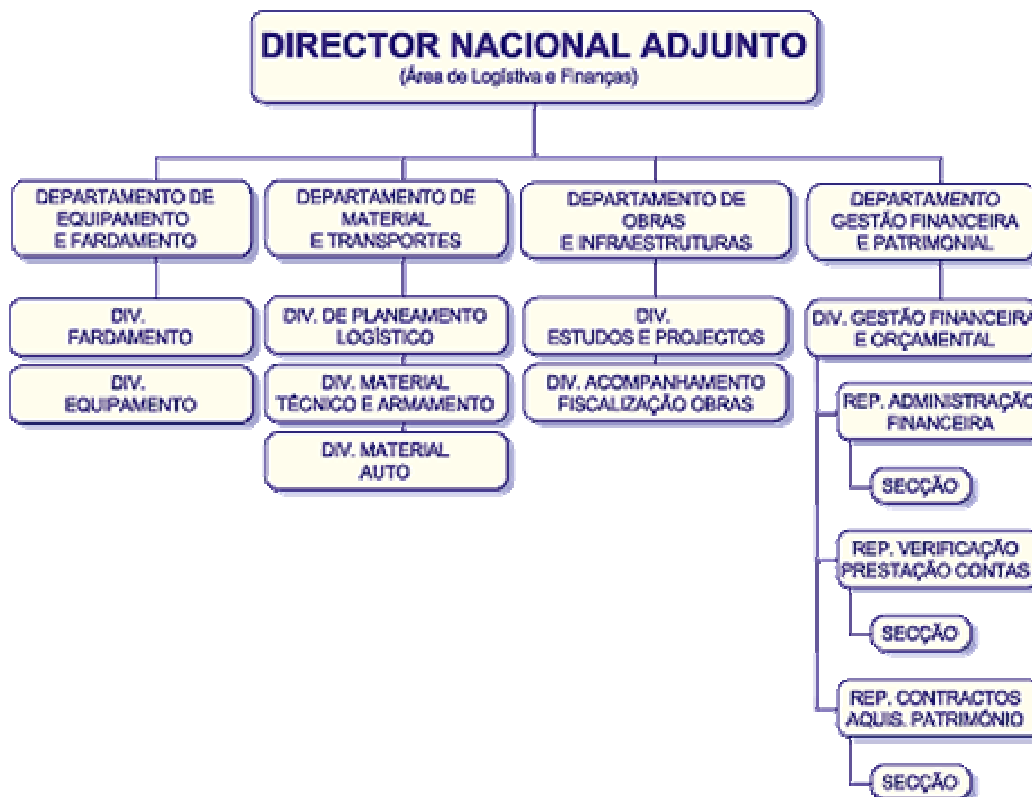 DIRECTOR NACIONAL ADJUNTO
(Área de Logístiva e Finanças)
DEPARTAMENTO DE
EQUIPAMENTO
E FARDAMENTO
DEPARTAMENTO DE
MATERIAL
E TRANSPORTES
DEPARTAMENTO DE
OBRAS
E INFRAESTRUTURAS
DEPARTAMENTO
GESTÃO FINANCEIRA
E PATRIMONIAL
DIV.
FARDAMENTO
DIV.
EQUIPAMENTO
DIV. DE PLANEAMENTO
LOGÍSTICO
DIV. MATERIAL
TÉCNICO E ARMAMENTO
DIV. MATERIAL
AUTO
DIV.
ESTUDOS E PROJECTOS
DIV. ACOMPANHAMENTO
FISCALIZAÇÃO OBRAS
DIV. GESTÃO FINANCEIRA
E ORÇAMENTAL
REP. ADMINISTRAÇÃO
FINANCEIRA
SECÇÃO
REP. VERIFICAÇÃO
PRESTAÇÃO CONTAS
SECÇÃO
REP. CONTRACTOS
AQUIS. PATRIMÓNIO
SECÇÃO